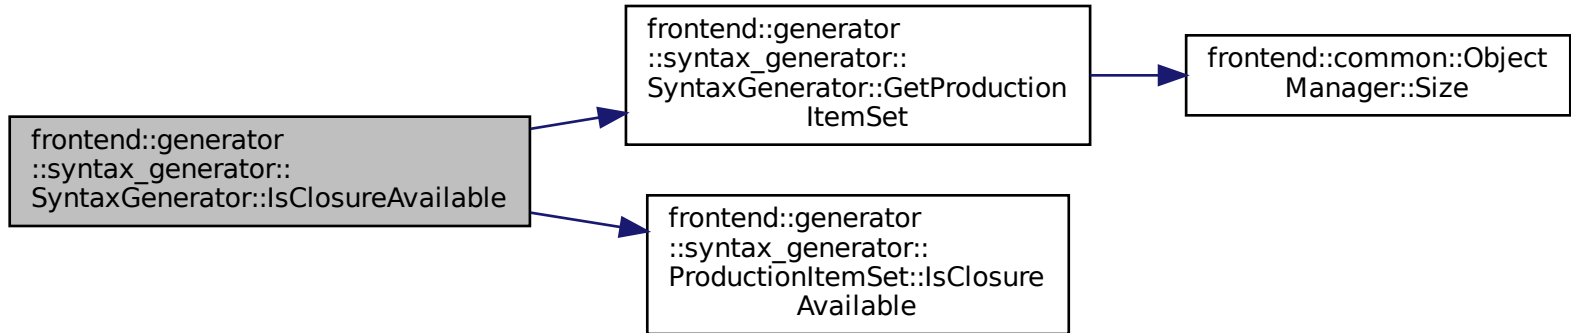 frontend::generator
::syntax_generator::
SyntaxGenerator::IsClosureAvailable
frontend::generator
::syntax_generator::
SyntaxGenerator::GetProduction
ItemSet
frontend::common::Object
Manager::Size
frontend::generator
::syntax_generator::
ProductionItemSet::IsClosure
Available